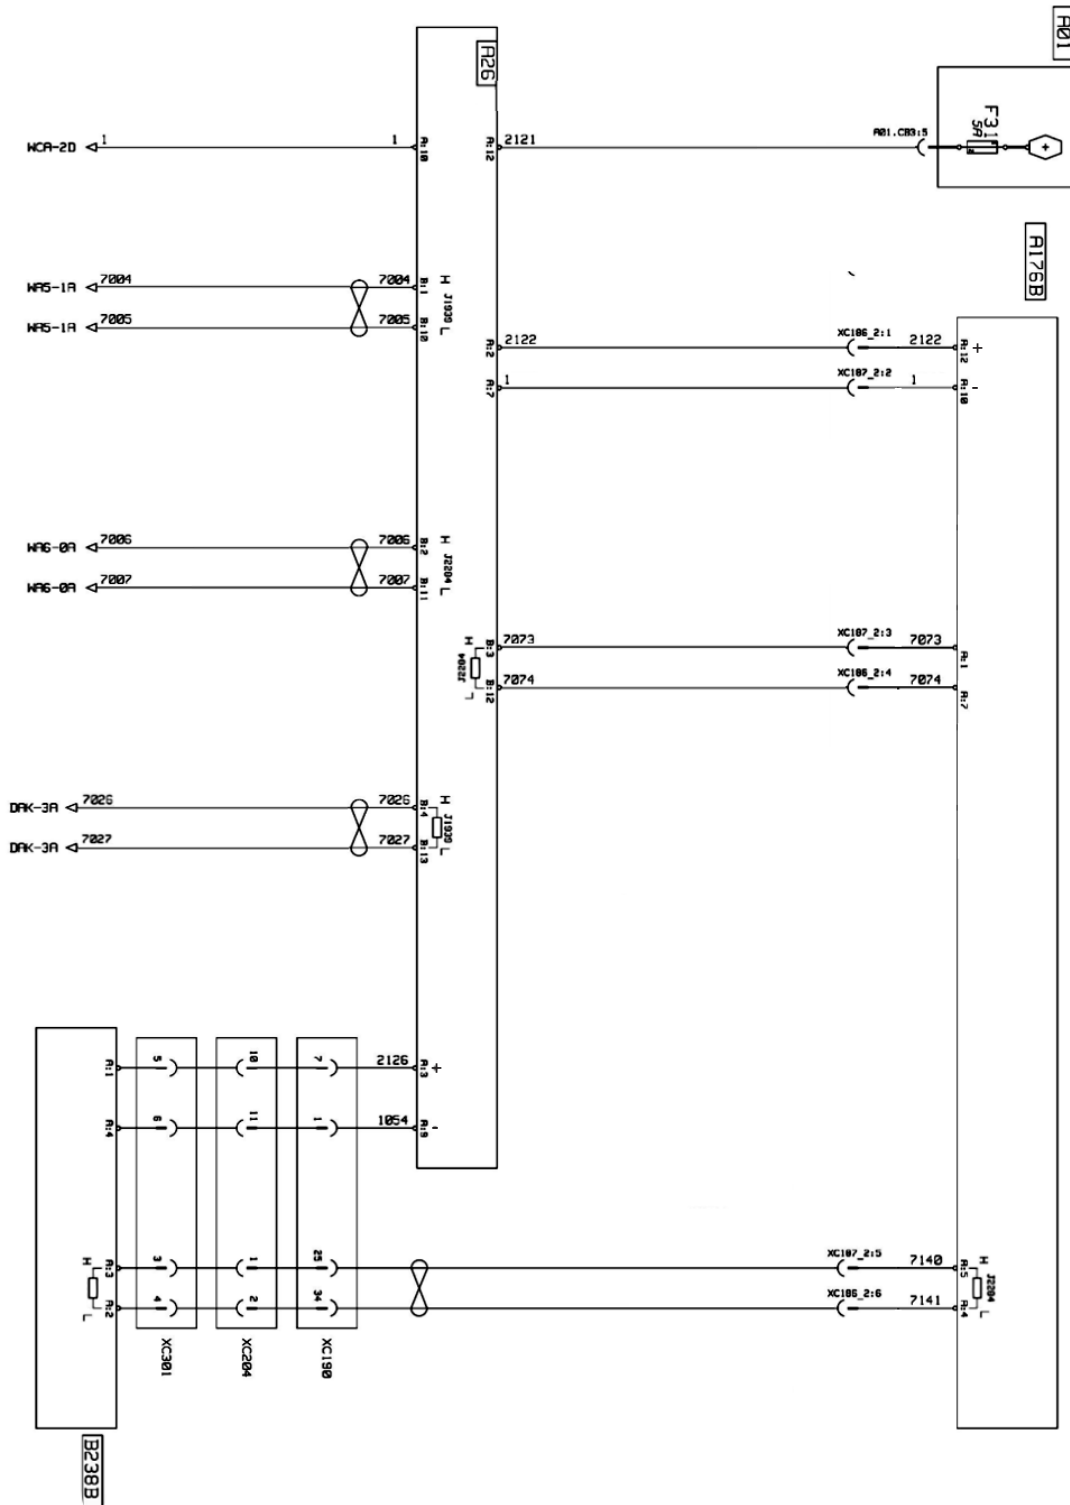 A01
A26
F31
5A
WCA-2D
1
1
A:10
A:12
2121
A01.CB3:5
+
A176B
WA5-1A
7004
7004
B:1
H
J1939
WA5-1A
7005
7005
B:10
L
A:2
2122
XC186_2:1
2122
A:12
+
A:7
1
XC187_2:2
1
A:10
-
WA6-0A
7006
7006
B:2
H
J2284
WA6-0A
7007
7007
B:11
L
H
B:3
7073
XC187_2:3
7073
A:1
J2284
L
B:12
7074
XC186_2:4
7074
A:7
DAK-3A
7026
7026
B:4
H
J1939
DAK-3A
7027
7027
B:13
L
A:1
5
10
7
2126
A:3
+
A:4
6
11
1
1054
A:9
-
H
A:3
3
1
25
XC187_2:5
7140
A:5
H
J2284
L
A:2
4
2
34
XC186_2:6
7141
A:4
L
XC301
XC204
XC190
B238B